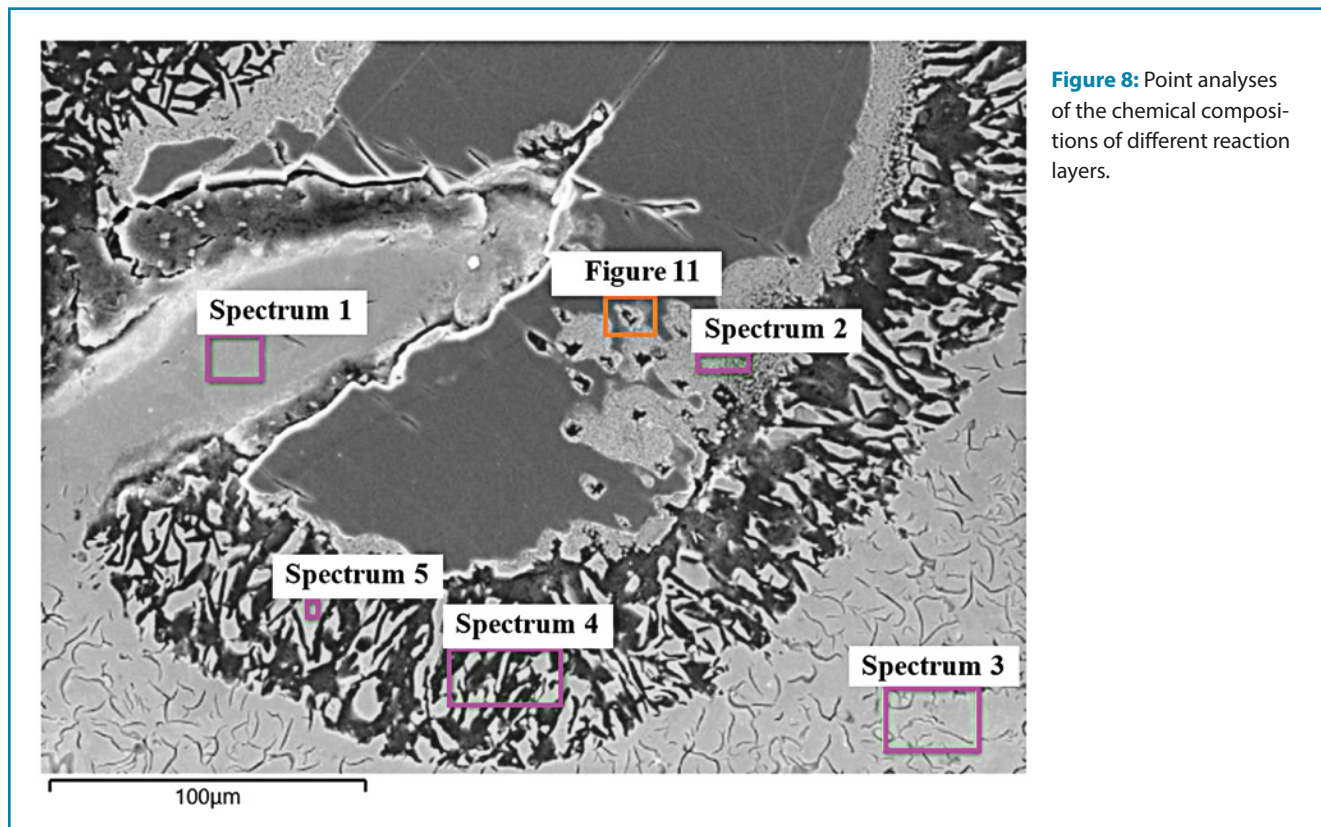 Figure 8: Point analyses
of the chemical composi-
tions of different reaction
layers.
Figure 11
Spectrum 1
Spectrum 2
Spectrum 5
Spectrum 4
Spectrum 3
100µm